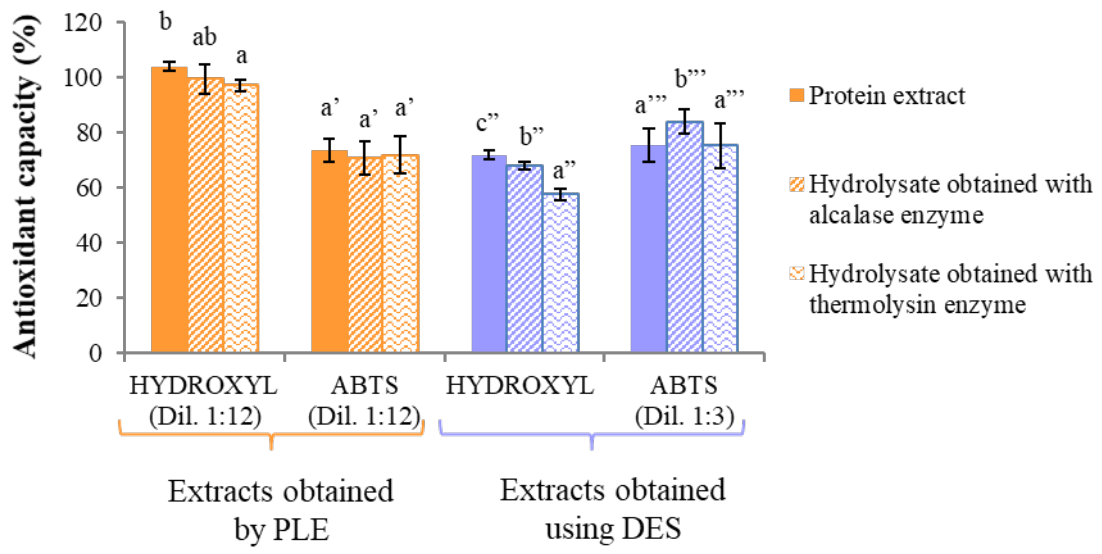 Antioxidant capacity (%)
120
100
80
60
40
20
0
b
ab
a
a’
a’
a’
c”
b”
a”
a’”
b’”
a’”
HYDROXYL
(Dil. 1:12)
ABTS
(Dil. 1:12)
HYDROXYL
ABTS
(Dil. 1:3)
Extracts obtained
by PLE
Extracts obtained
using DES
Protein extract
Hydrolysate obtained with
alcalase enzyme
Hydrolysate obtained with
thermolysin enzyme